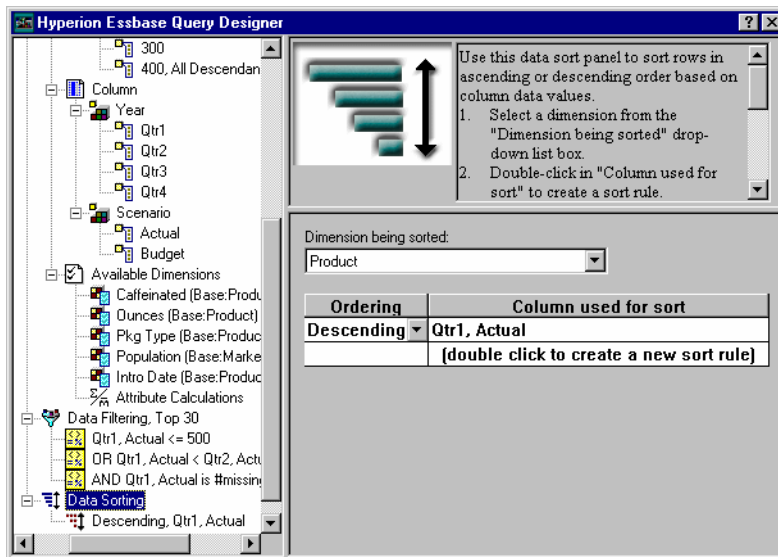 Hyperion Essbase Query Designer
300
400, All Descendan
Column
Year
Qtr1
Qtr2
Qtr3
Qtr4
Scenario
Actual
Budget
Available Dimensions
Caffeinated (Base:Produ
Ounces (Base:Product)
Pkg Type (Base:Produc
Population (Base:Marke
Intro Date (Base:Produc
Attribute Calculations
Data Filtering, Top 30
Qtr1, Actual <= 500
OR Qtr1, Actual < Qtr2, Actu
AND Qtr1, Actual is #missing
Data Sorting
Descending, Qtr1, Actual
Use this data sort panel to sort rows in
ascending or descending order based on
column data values.
1. Select a dimension from the
"Dimension being sorted" drop-
down list box.
2. Double-click in "Column used for
sort" to create a sort rule.
Dimension being sorted:
Product
Ordering Column used for sort
Descending Qtr1, Actual
(double click to create a new sort rule)